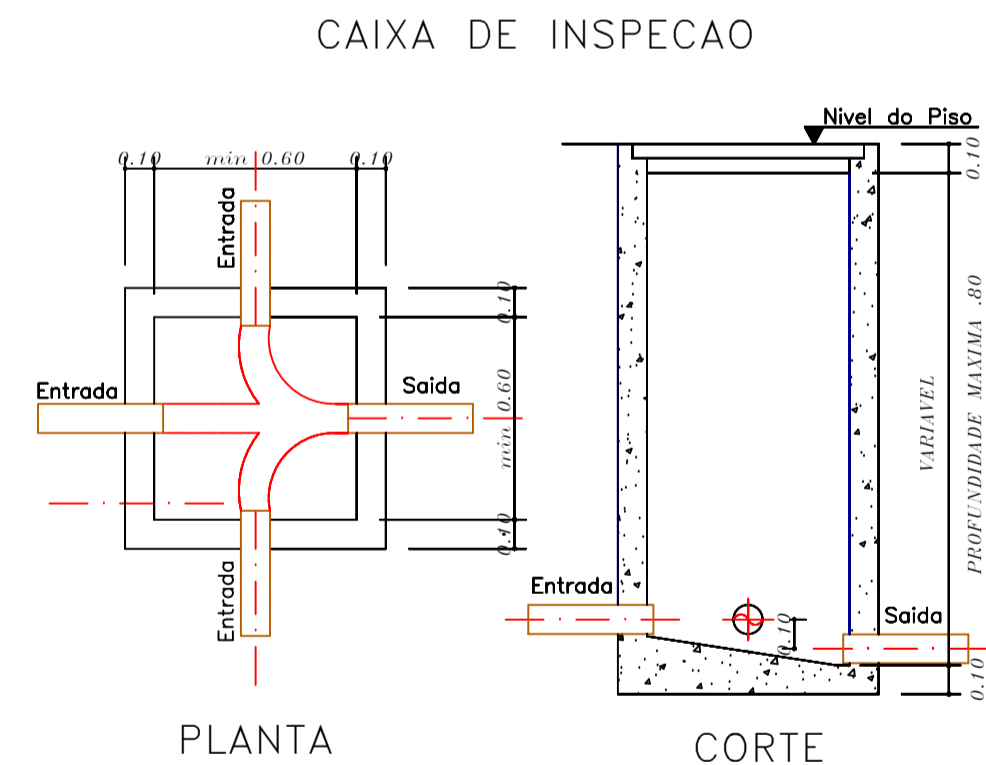 CAIXA DE INSPECAO
Nivel do Piso
0.10 min 0.60 0.10
0.10
Entrada
0.10
Entrada
Saida
min 0.60
VARIAVEL
PROFUNDIDADE MAXIMA .80
0.10
Entrada
Entrada
0.10
Saida
0.10
PLANTA
CORTE